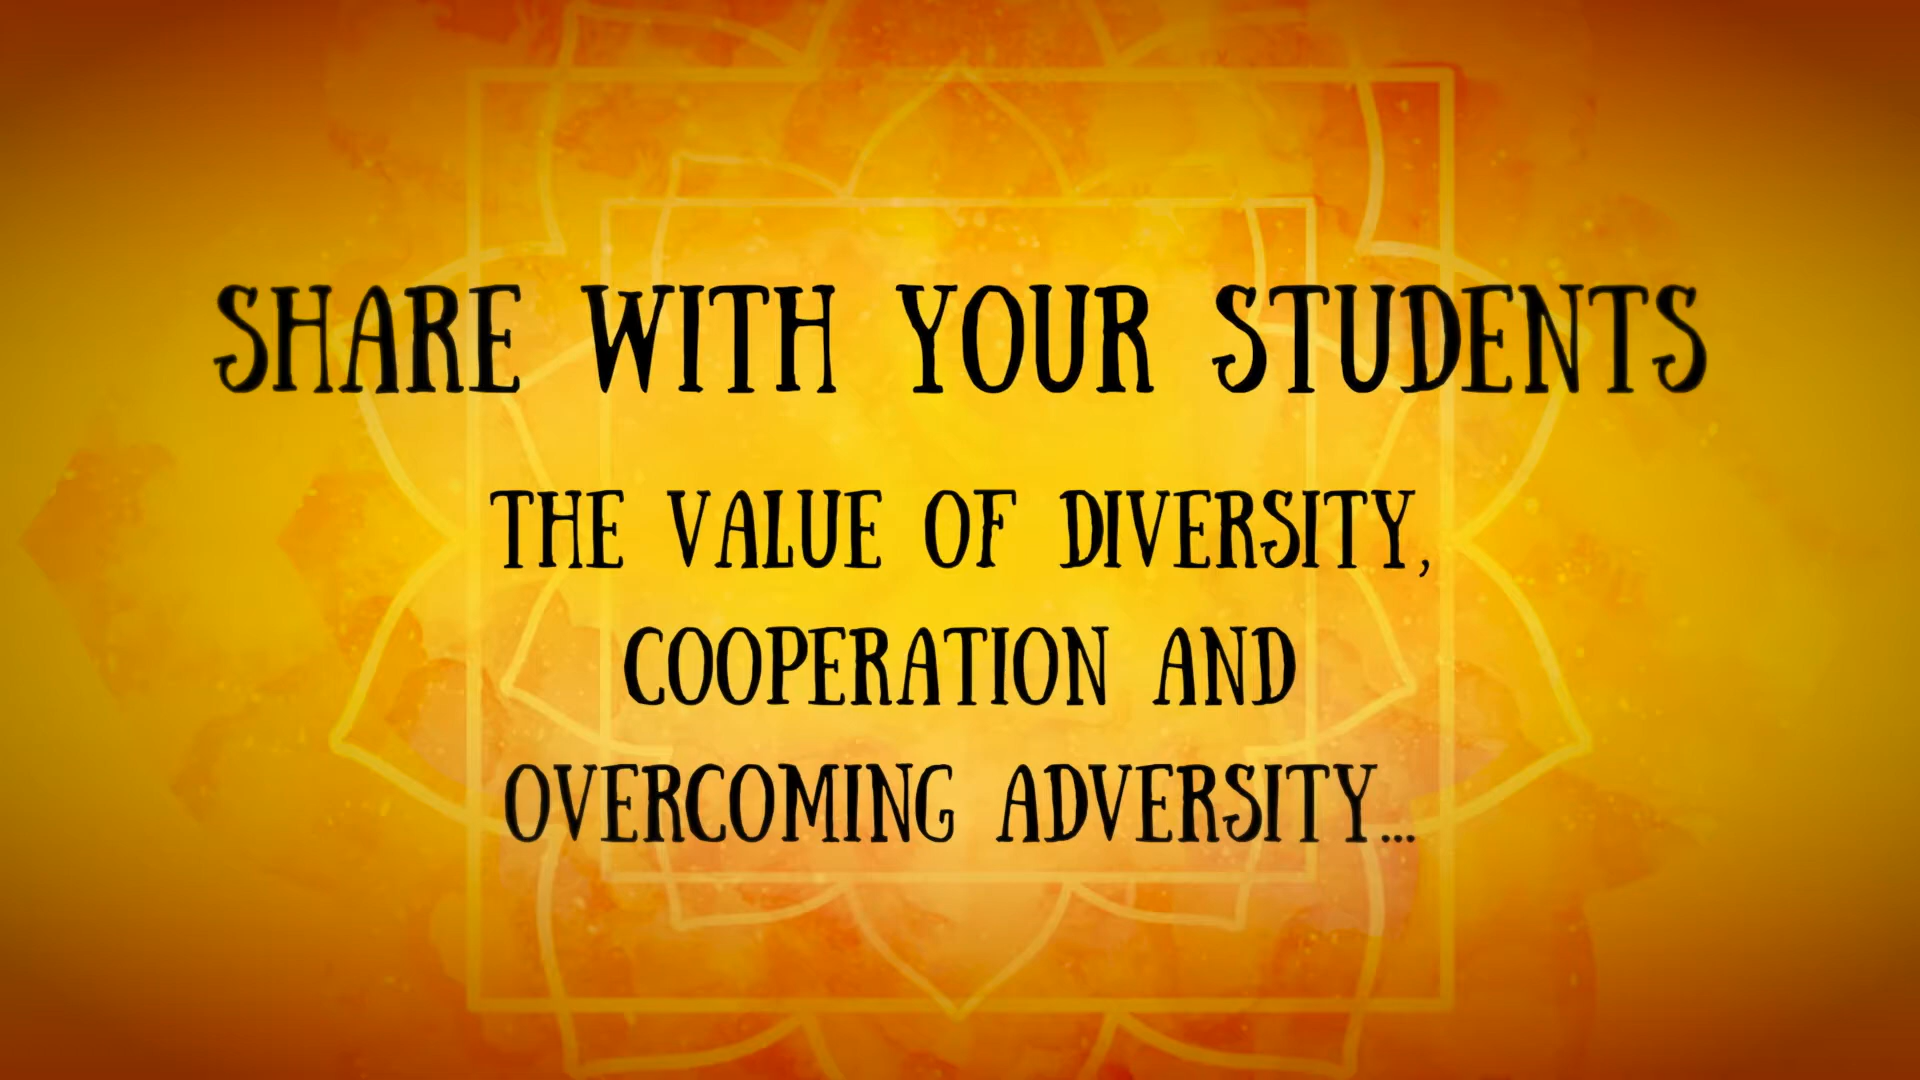 SHARE WITH YOUR STUDENTS
THE VALUE OF DIVERSITY,
COOPERATION AND
OVERCOMING ADVERSITY...